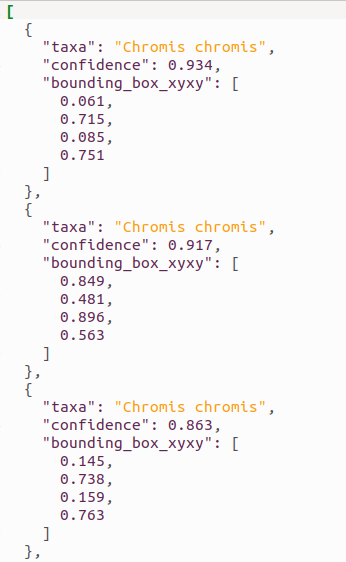 [
  {
    "taxa": "Chromis chromis",
    "confidence": 0.934,
    "bounding_box_xyxy": [
      0.061,
      0.715,
      0.085,
      0.751
    ]
  },
  {
    "taxa": "Chromis chromis",
    "confidence": 0.917,
    "bounding_box_xyxy": [
      0.849,
      0.481,
      0.896,
      0.563
    ]
  },
  {
    "taxa": "Chromis chromis",
    "confidence": 0.863,
    "bounding_box_xyxy": [
      0.145,
      0.738,
      0.159,
      0.763
    ]
  },